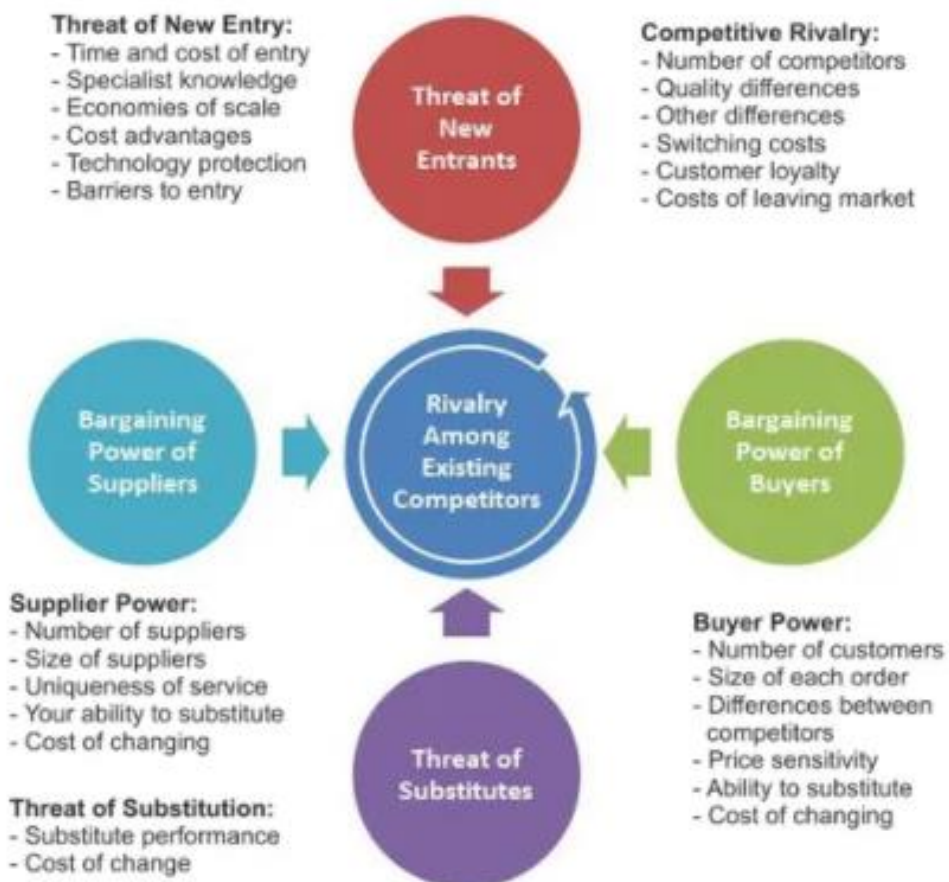 Threat of New Entry:
- Time and cost of entry
- Specialist knowledge
- Economies of scale
- Cost advantages
- Technology protection
- Barriers to entry
Threat of
New
Entrants
Competitive Rivalry:
- Number of competitors
- Quality differences
- Other differences
- Switching costs
- Customer loyalty
- Costs of leaving market
Bargaining
Power of
Suppliers
Rivalry
Among
Existing
Competitors
Bargaining
Power of
Buyers
Supplier Power:
- Number of suppliers
- Size of suppliers
- Uniqueness of service
- Your ability to substitute
- Cost of changing
Threat of Substitution:
- Substitute performance
- Cost of change
Threat of
Substitutes
Buyer Power:
- Number of customers
- Size of each order
- Differences between
competitors
- Price sensitivity
- Ability to substitute
- Cost of changing